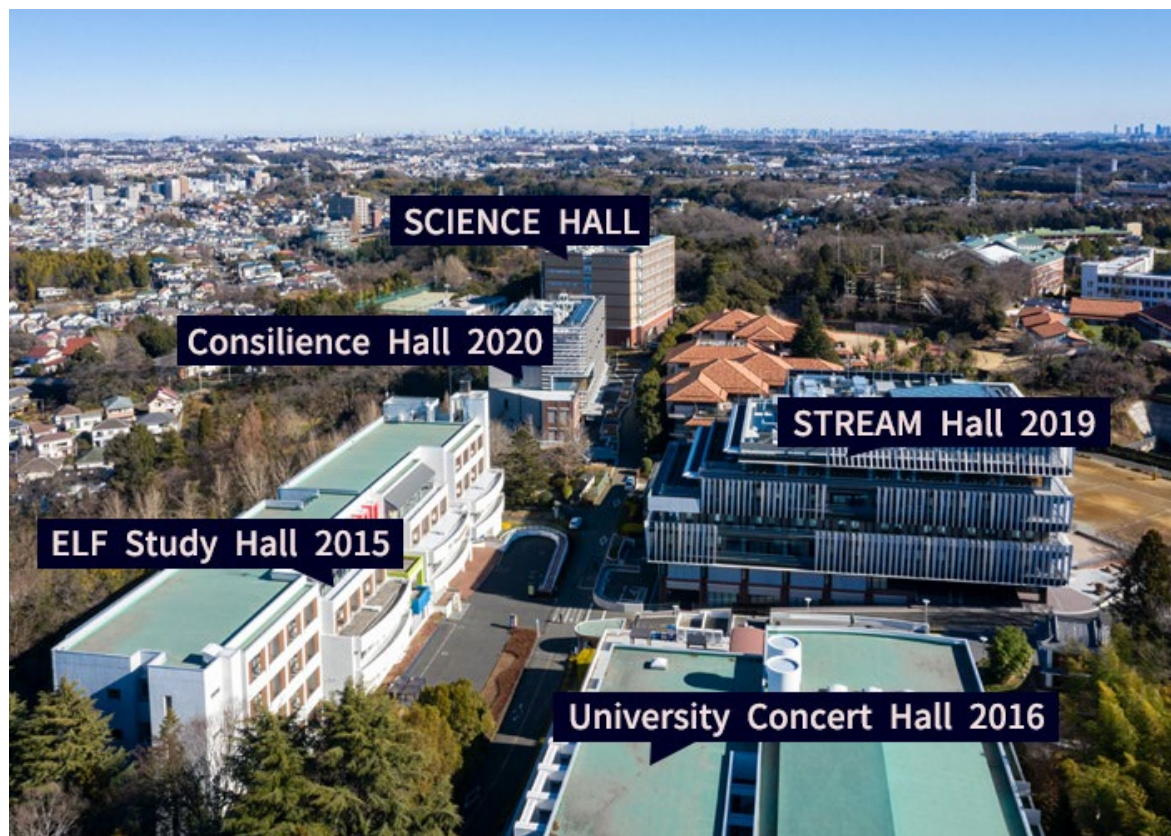 SCIENCE HALL
Consilience Hall 2020
STREAM Hall 2019
ELF Study Hall 2015
University Concert Hall 2016